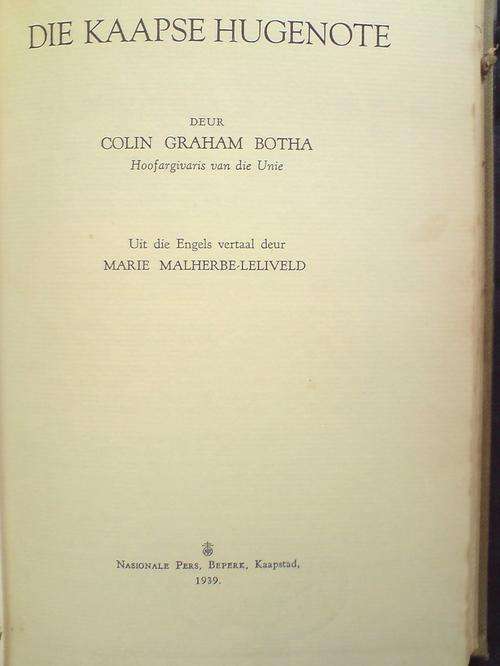 DIE KAAPSE HUGENOTE
DEUR
COLIN GRAHAM BOTHA
Hoofargivaris van die Unie
Uit die Engels vertaal deur
MARIE MALHERBE-LELIVELD
NASIONALE PERS, BEPERK, Kaapstad,
1939.